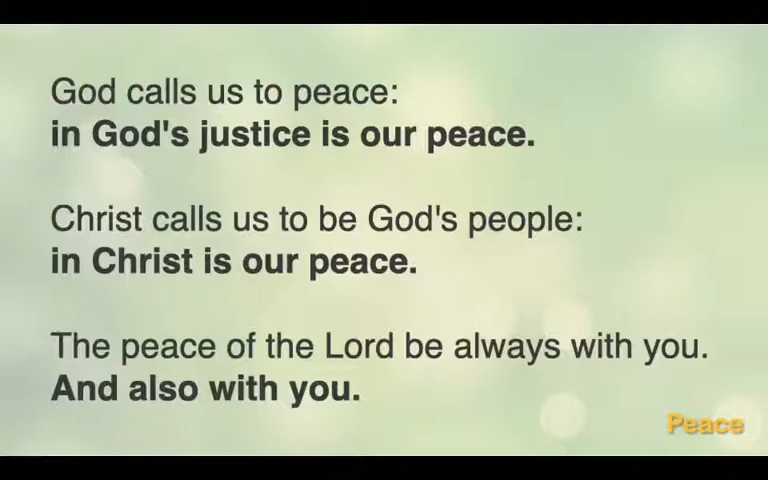 God calls us to peace:
in God's justice is our peace.
Christ calls us to be God's people:
in Christ is our peace.
The peace of the Lord be always with you.
And also with you.
Peace